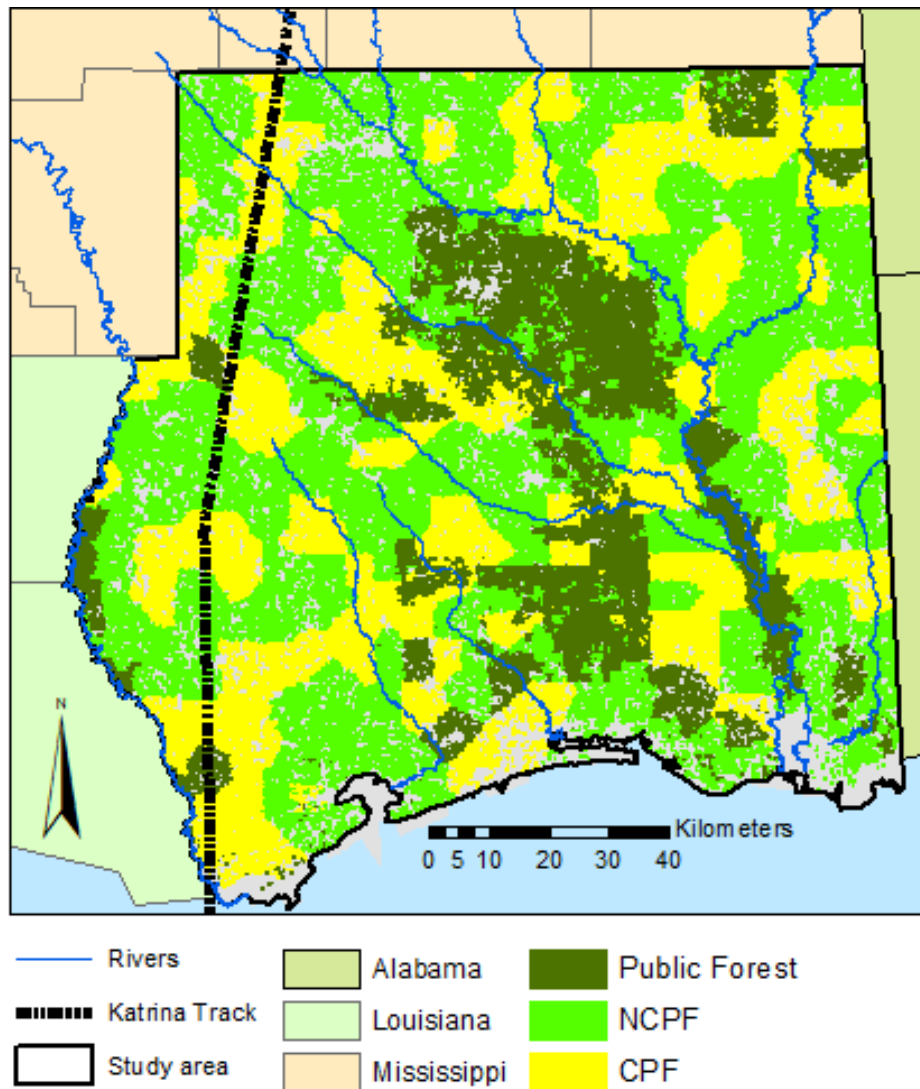 N
Kilometers
0 5 10 20 30 40
Rivers
Alabama
Public Forest
Katrina Track
Louisiana
NCPF
Study area
Mississippi
CPF